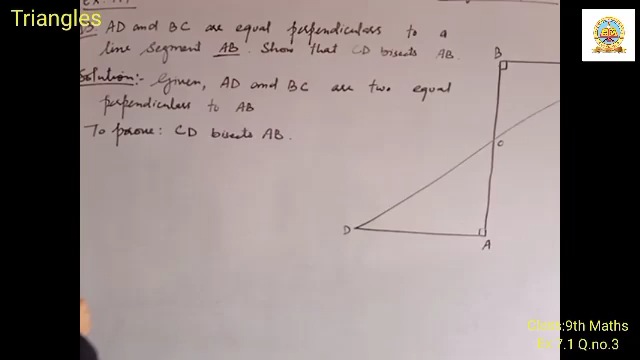 Triangles
Q3. AD and BC are equal perpendiculars to a
line segment AB. Show that CD bisects AB.
Solution:- Given, AD and BC are two equal
perpendiculars to AB
To prove: CD bisects AB.
B
O
D
A
Class:9th Maths
Ex 7.1 Q.no.3